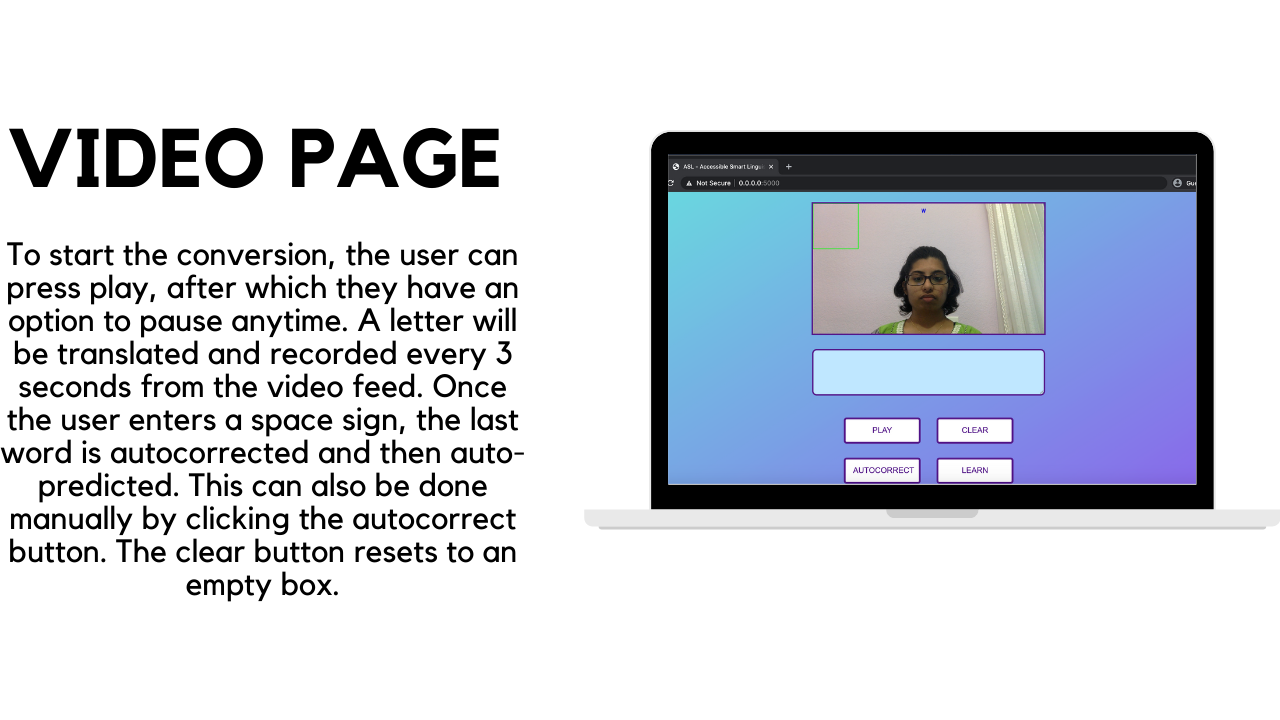 VIDEO PAGE
To start the conversion, the user can
press play, after which they have an
option to pause anytime. A letter will
be translated and recorded every 3
seconds from the video feed. Once
the user enters a space sign, the last
word is autocorrected and then auto-
predicted. This can also be done
manually by clicking the autocorrect
button. The clear button resets to an
empty box.
ASL - Accessible Smart Lingu
Not Secure 0.0.0.0:5000
Gu
W
PLAY
CLEAR
AUTOCORRECT
LEARN